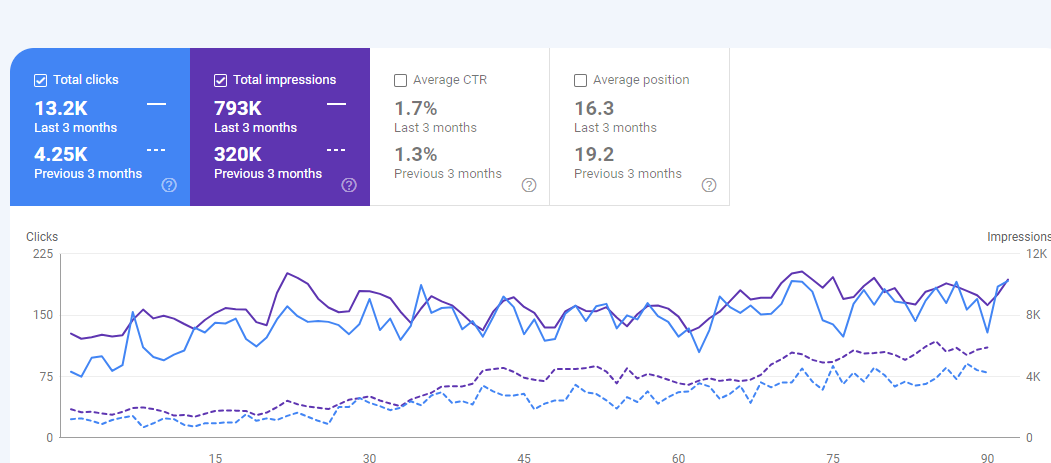 Total clicks
13.2K
Last 3 months
4.25K
Previous 3 months
Total impressions
793K
Last 3 months
320K
Previous 3 months
Average CTR
1.7%
Last 3 months
1.3%
Previous 3 months
Average position
16.3
Last 3 months
19.2
Previous 3 months
Clicks Impressions
225 12K
150 8K
75 4K
0 0
15 30 45 60 75 90